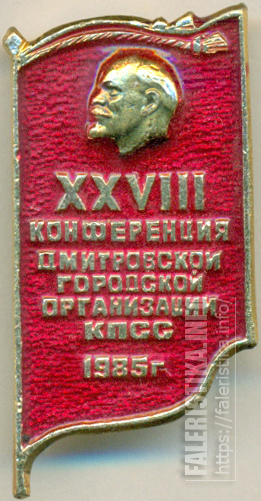 XXVIII
КОНФЕРЕНЦИЯ
ДМИТРОВСКОЙ
ГОРОДСКОЙ
ОРГАНИЗАЦИИ
КПСС
1985г
FALERISTIKA.INFO
https://faleristika.info